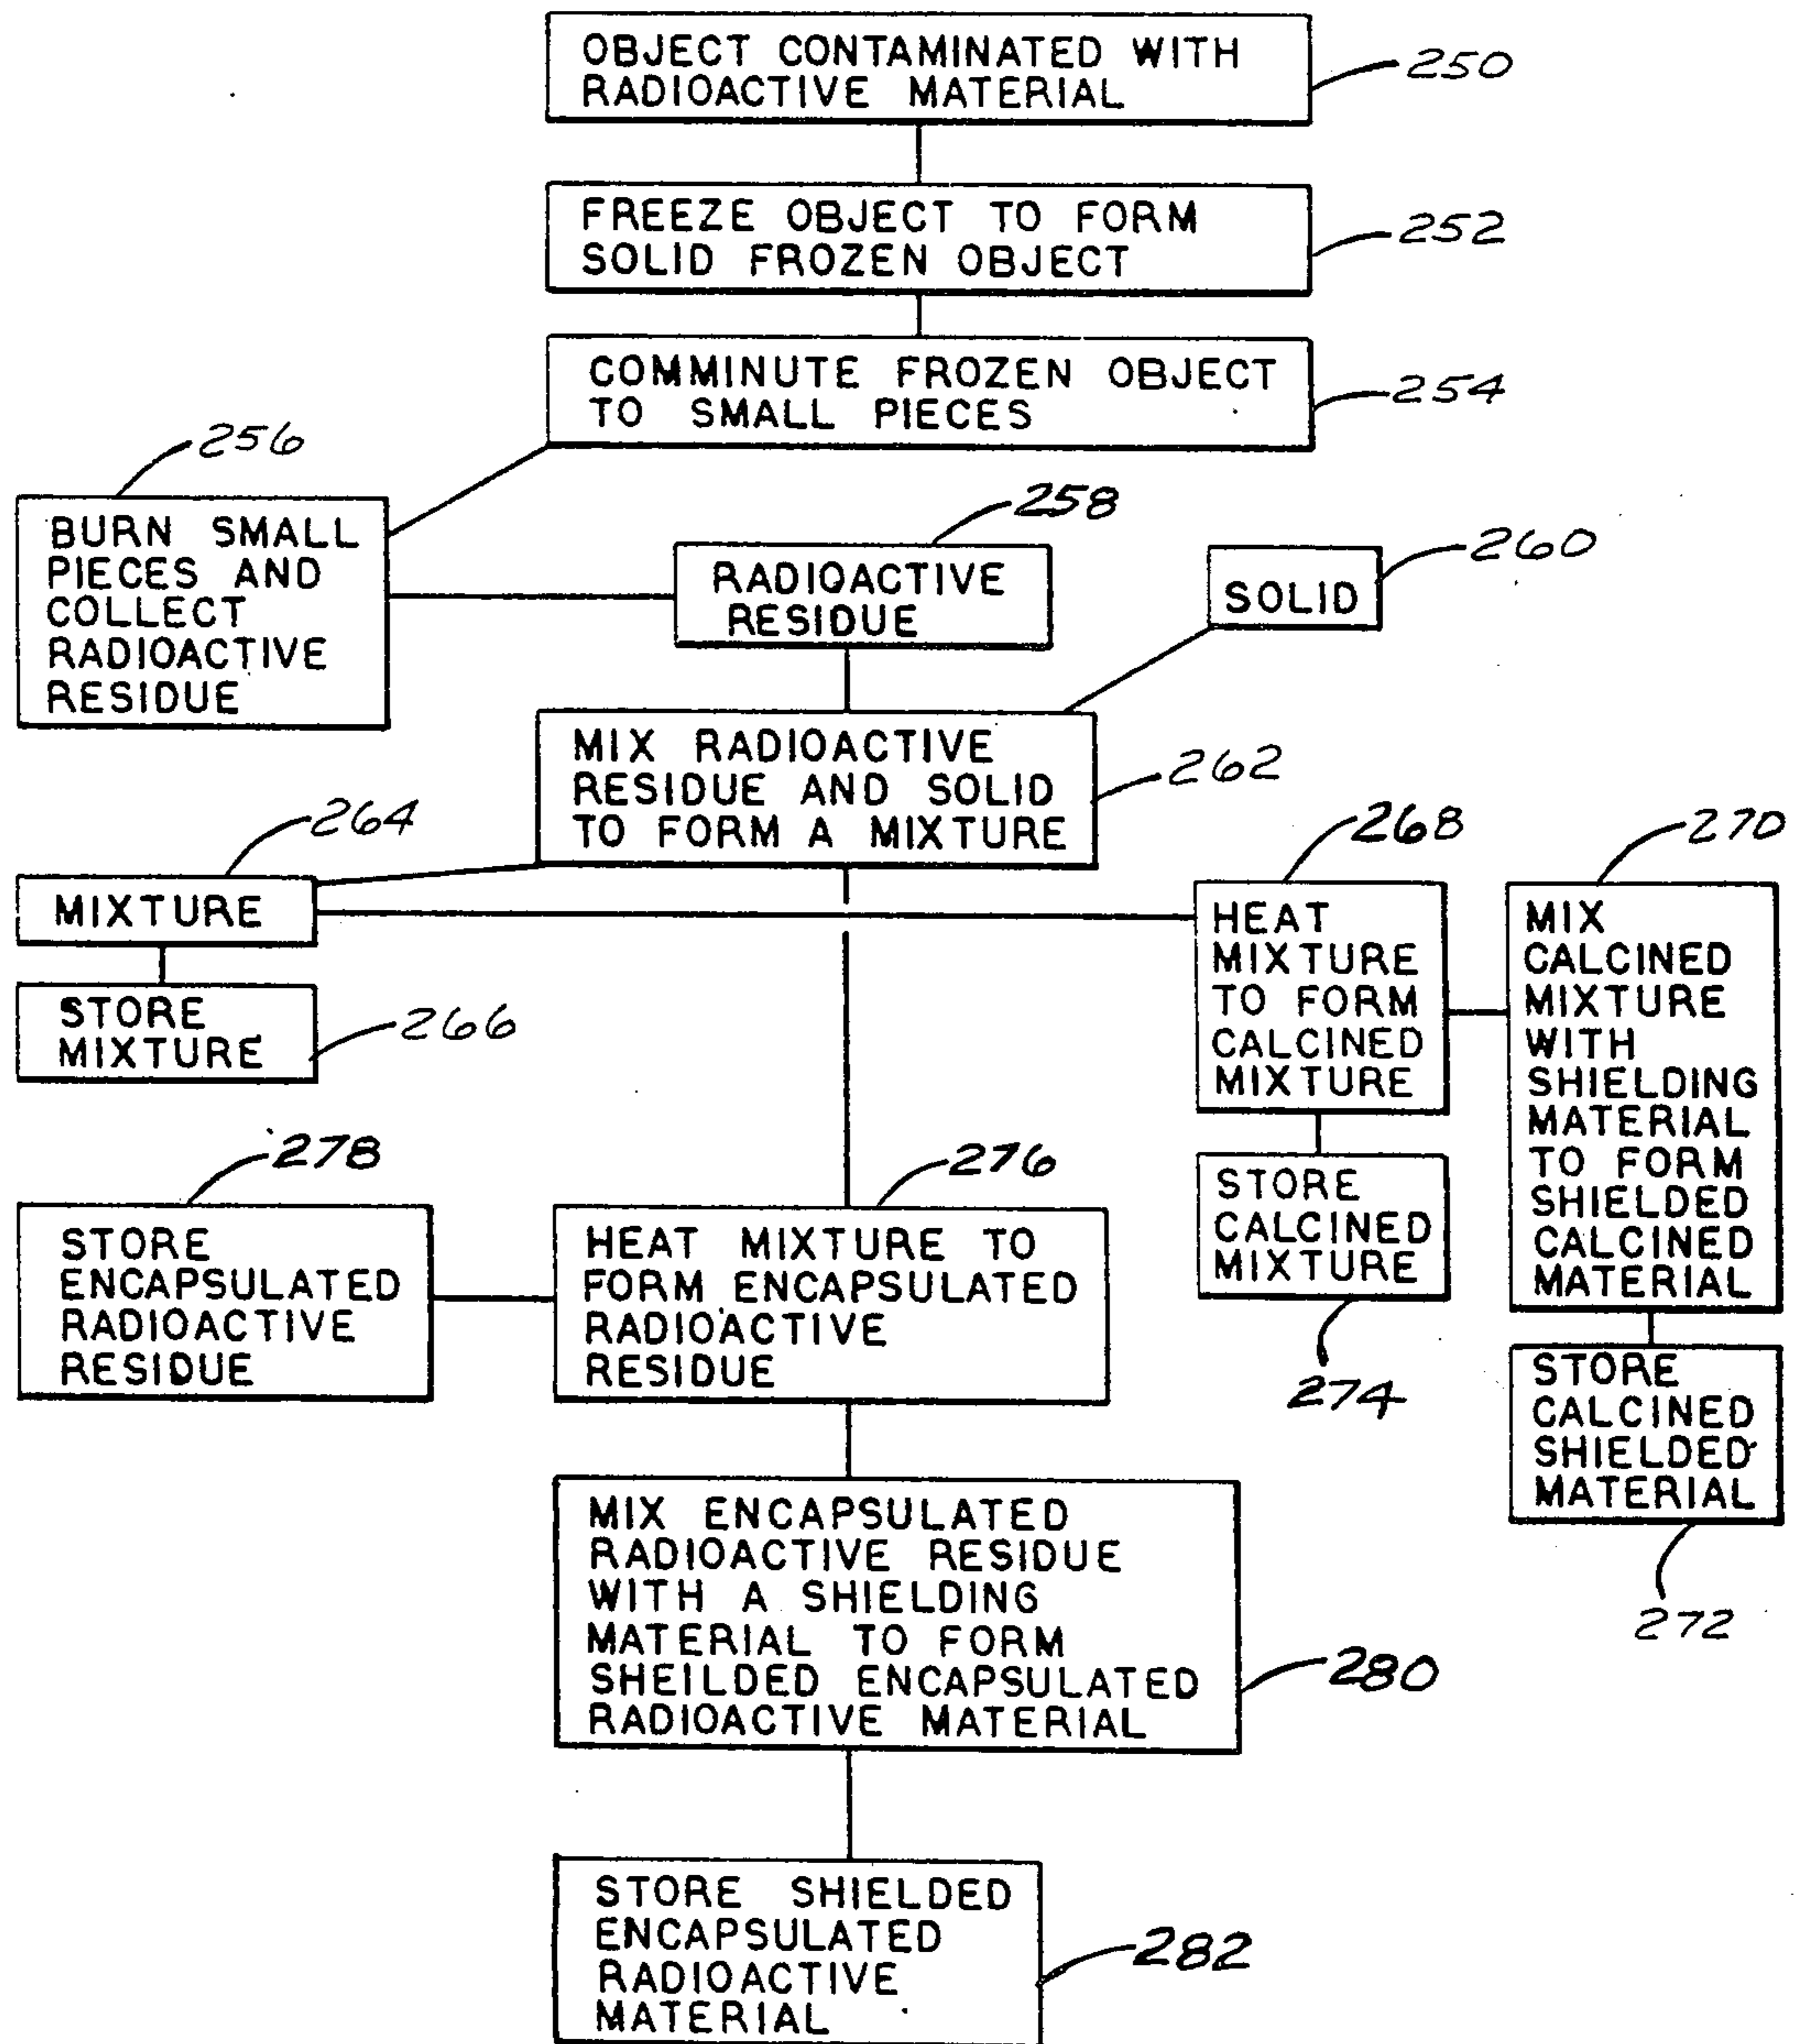 OBJECT CONTAMINATED WITH
RADIOACTIVE MATERIAL
250
FREEZE OBJECT TO FORM
SOLID FROZEN OBJECT
252
COMMINUTE FROZEN OBJECT
TO SMALL PIECES
254
256
BURN SMALL
PIECES AND
COLLECT
RADIOACTIVE
RESIDUE
258
RADIOACTIVE
RESIDUE
260
SOLID
MIX RADIOACTIVE
RESIDUE AND SOLID
TO FORM A MIXTURE
262
264
MIXTURE
STORE
MIXTURE
266
268
HEAT
MIXTURE
TO FORM
CALCINED
MIXTURE
270
MIX
CALCINED
MIXTURE
WITH
SHIELDING
MATERIAL
TO FORM
SHIELDED
CALCINED
MATERIAL
STORE
CALCINED
MIXTURE
274
STORE
CALCINED
SHIELDED
MATERIAL
272
278
STORE
ENCAPSULATED
RADIOACTIVE
RESIDUE
276
HEAT MIXTURE TO
FORM ENCAPSULATED
RADIOACTIVE
RESIDUE
MIX ENCAPSULATED
RADIOACTIVE RESIDUE
WITH A SHIELDING
MATERIAL TO FORM
SHEILDED ENCAPSULATED
RADIOACTIVE MATERIAL
280
STORE SHIELDED
ENCAPSULATED
RADIOACTIVE
MATERIAL
282